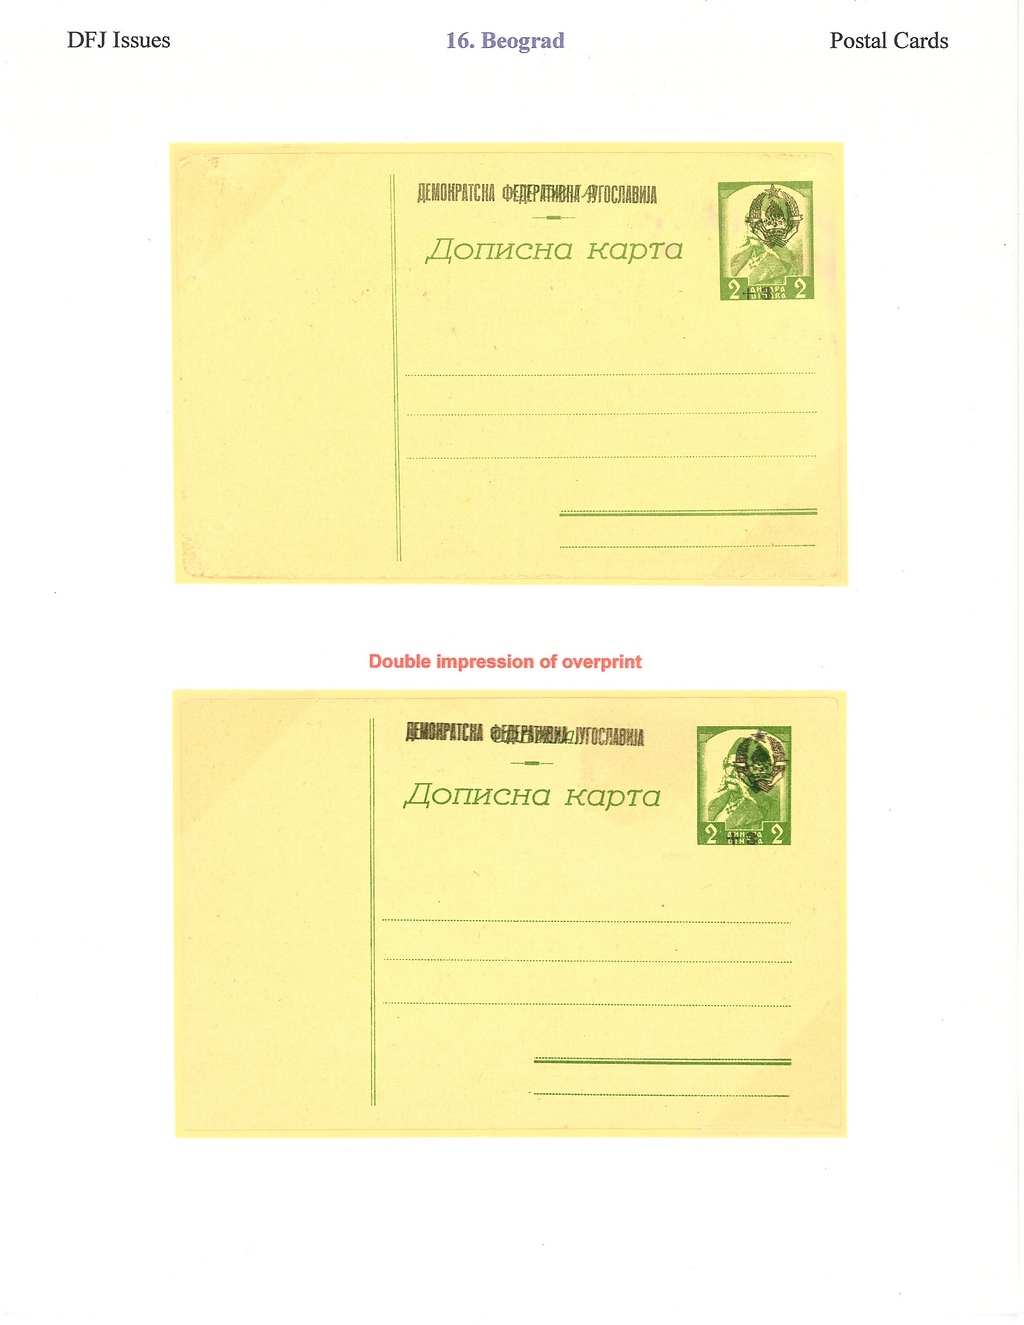 DFJ Issues
16. Beograd
Postal Cards
ДЕМОКРАТСКА ФЕДЕРАТИВНА ЈУГОСЛАВИЈА
Дописна карта
2 2
Double impression of overprint
ДЕМОКРАТСКА ФЕДЕРАТИВНА ЈУГОСЛАВИЈА
Дописна карта
2 2